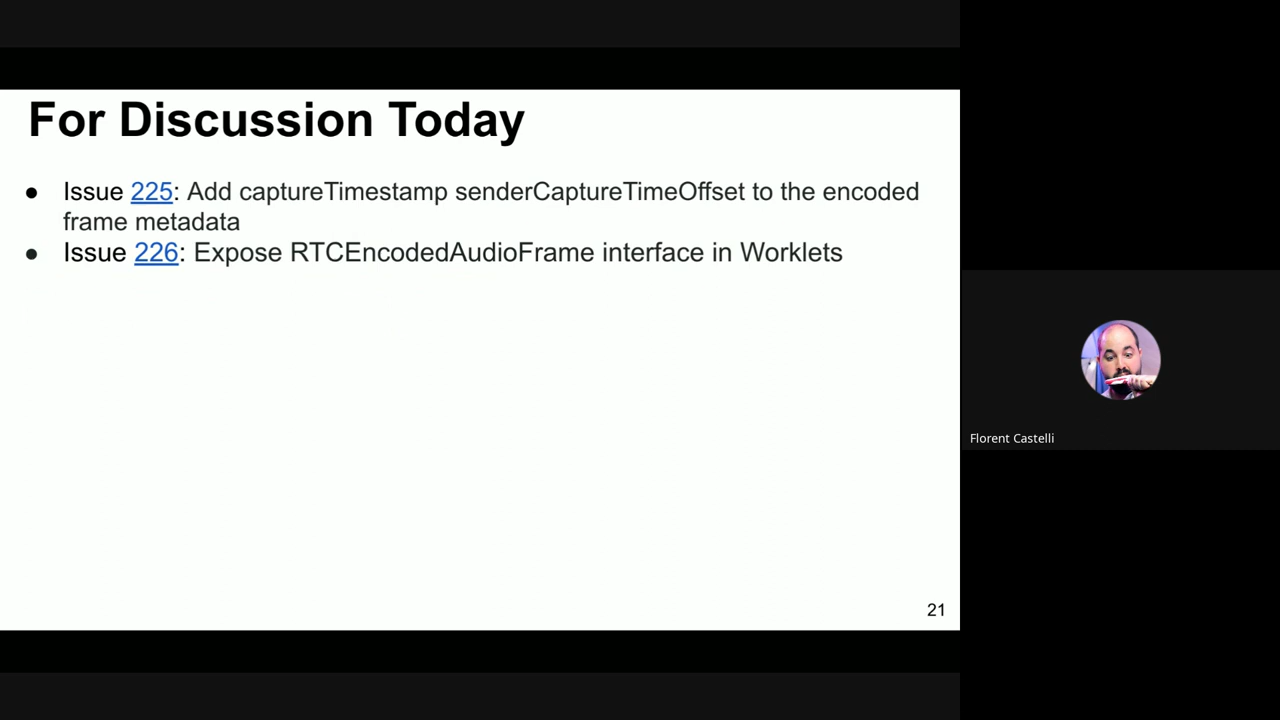 For Discussion Today
● Issue 225: Add captureTimestamp senderCaptureTimeOffset to the encoded
frame metadata
● Issue 226: Expose RTCEncodedAudioFrame interface in Worklets
Florent Castelli
21